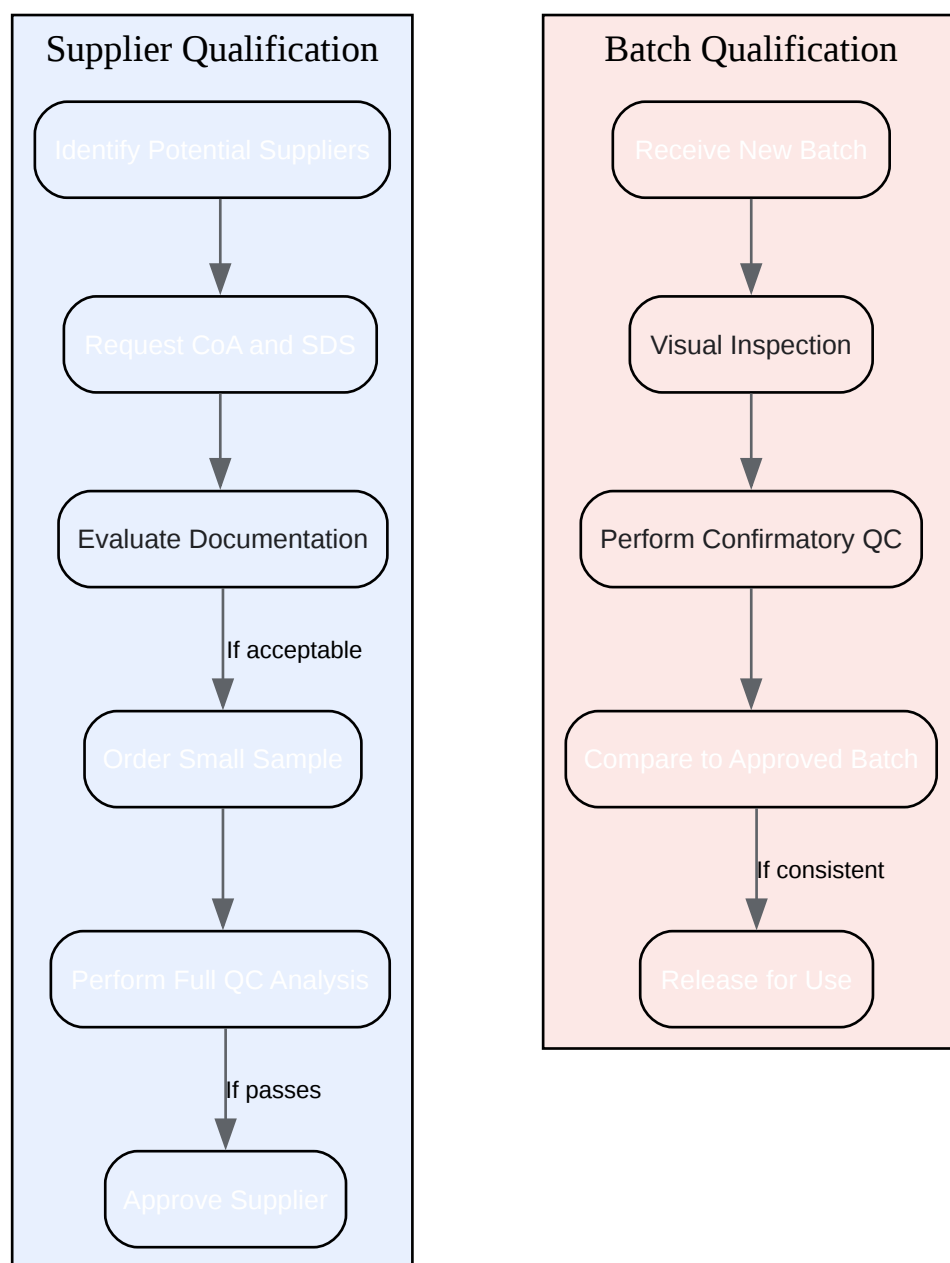 Supplier Qualification
Identify Potential Suppliers
Request CoA and SDS
Evaluate Documentation
If acceptable
Order Small Sample
Perform Full QC Analysis
If passes
Approve Supplier
Batch Qualification
Receive New Batch
Visual Inspection
Perform Confirmatory QC
Compare to Approved Batch
If consistent
Release for Use